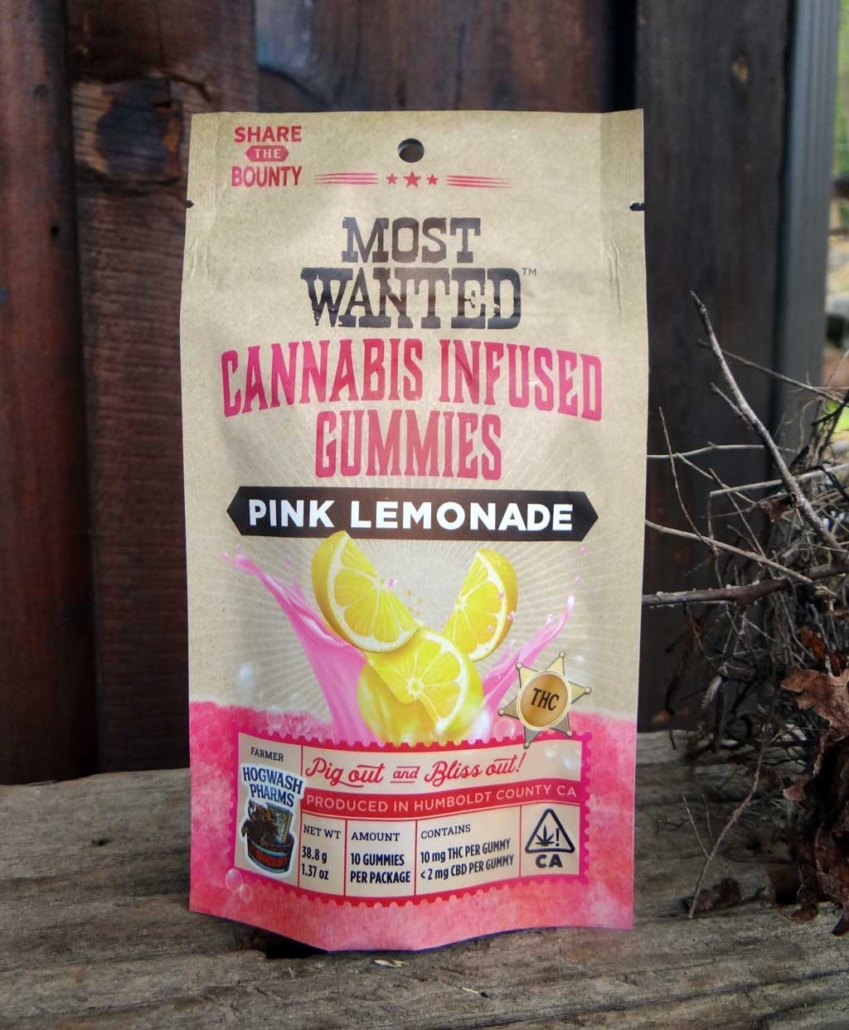 SHARE
THE
BOUNTY
MOST
WANTED™
CANNABIS INFUSED
GUMMIES
PINK LEMONADE
THC
FARMER
HOGWASH
PHARMS
Pig out and Bliss out!
PRODUCED IN HUMBOLDT COUNTY CA
NET WT
38.8 g
1.37 oz
AMOUNT
10 GUMMIES
PER PACKAGE
CONTAINS
10 mg THC PER GUMMY
< 2 mg CBD PER GUMMY
!
CA